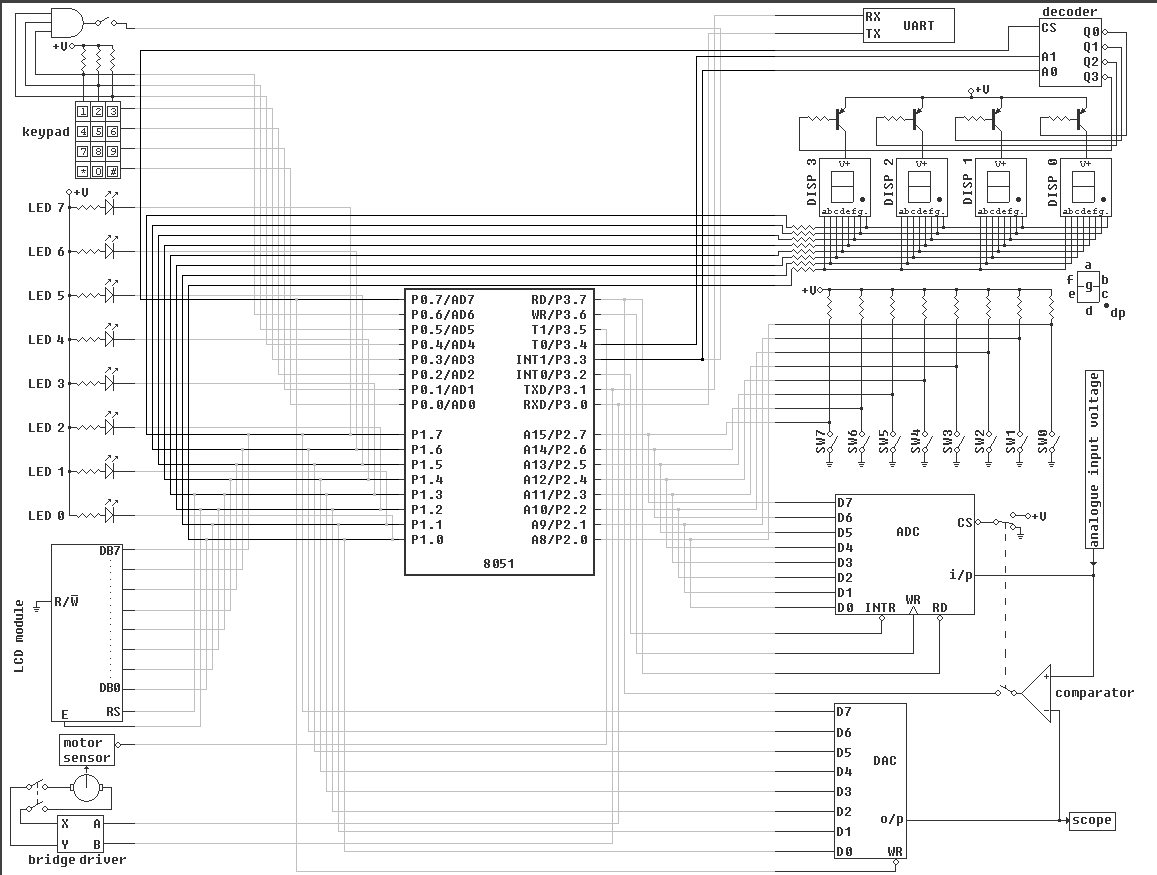 decoder
RX
TX
UART
CS
A1
A0
Q0
Q1
Q2
Q3
+V
+V
keypad
1 2 3
4 5 6
7 8 9
* 0 #
+V
LED 7
LED 6
LED 5
LED 4
LED 3
LED 2
LED 1
LED 0
DISP 3
V+
abcdefg.
DISP 2
V+
abcdefg.
DISP 1
V+
abcdefg.
DISP 0
V+
abcdefg.
a
f
g
b
e
c
d
dp
P0.7/AD7
P0.6/AD6
P0.5/AD5
P0.4/AD4
P0.3/AD3
P0.2/AD2
P0.1/AD1
P0.0/AD0
P1.7
P1.6
P1.5
P1.4
P1.3
P1.2
P1.1
P1.0
RD/P3.7
WR/P3.6
T1/P3.5
T0/P3.4
INT1/P3.3
INT0/P3.2
TXD/P3.1
RXD/P3.0
A15/P2.7
A14/P2.6
A13/P2.5
A12/P2.4
A11/P2.3
A10/P2.2
A9/P2.1
A8/P2.0
8051
+V
SW7
SW6
SW5
SW4
SW3
SW2
SW1
SW0
analogue input voltage
D7
D6
D5
D4
D3
D2
D1
D0
ADC
CS
+V
i/p
INTR
WR
RD
comparator
+
-
LCD module
DB7
R/W̅
DB0
RS
E
motor
sensor
X
Y
A
B
bridge driver
D7
D6
D5
D4
D3
D2
D1
D0
DAC
o/p
WR
scope